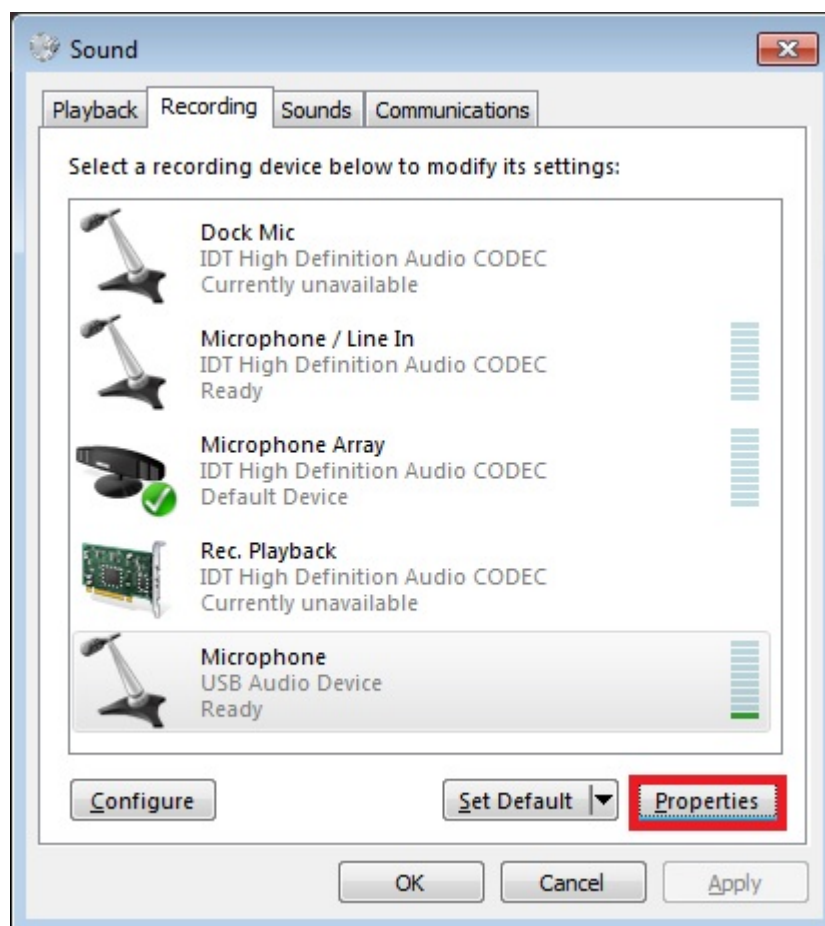 Sound
Playback Recording Sounds Communications
Select a recording device below to modify its settings:
Dock Mic
IDT High Definition Audio CODEC
Currently unavailable
Microphone / Line In
IDT High Definition Audio CODEC
Ready
Microphone Array
IDT High Definition Audio CODEC
Default Device
Rec. Playback
IDT High Definition Audio CODEC
Currently unavailable
Microphone
USB Audio Device
Ready
Configure Set Default Properties
OK Cancel Apply